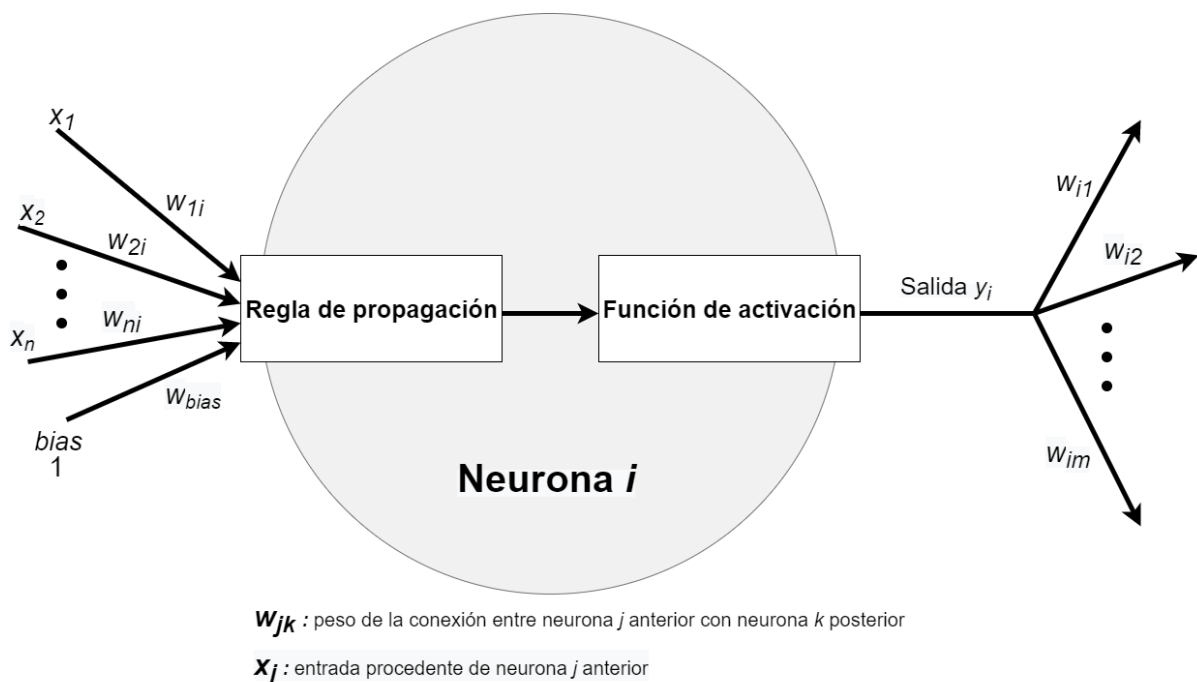 x1
w1i
x2
w2i
xn
wni
wbias
bias
1
Regla de propagación
Función de activación
Neurona i
Salida yi
wi1
wi2
wim
wjk : peso de la conexión entre neurona j anterior con neurona k posterior
xj : entrada procedente de neurona j anterior